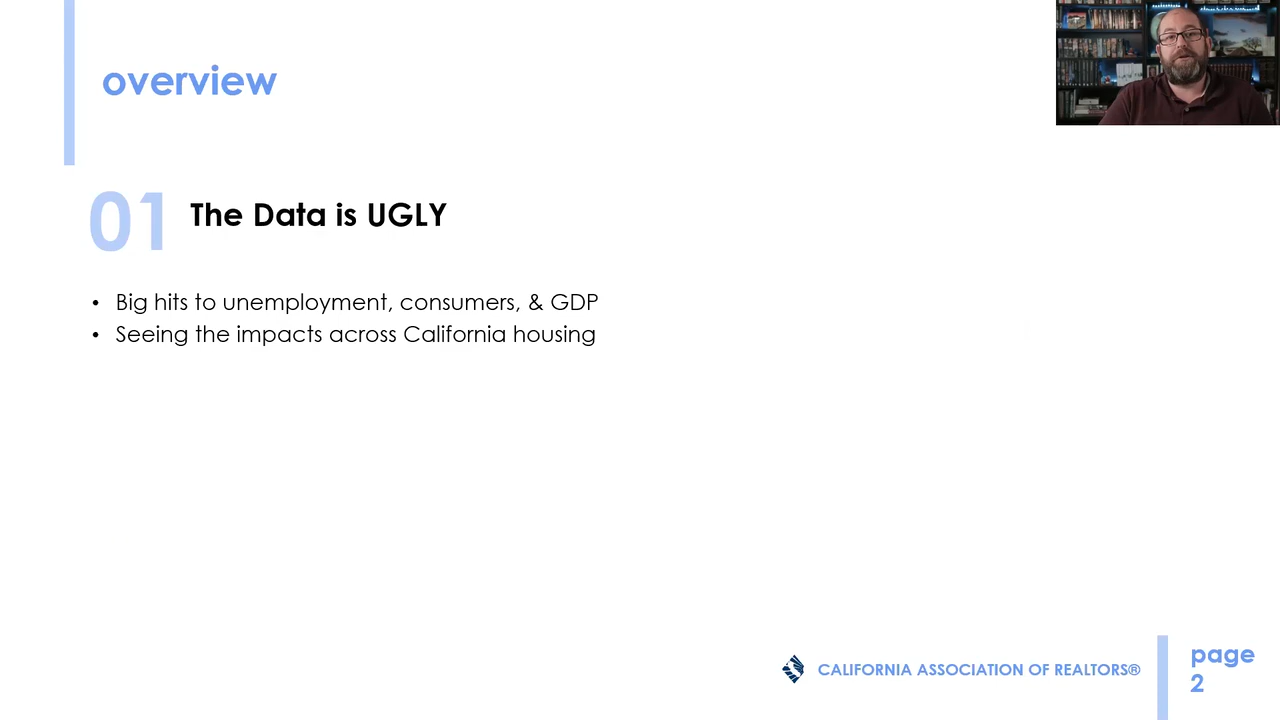 overview
01 The Data is UGLY
• Big hits to unemployment, consumers, & GDP
• Seeing the impacts across California housing
CALIFORNIA ASSOCIATION OF REALTORS®
page
2